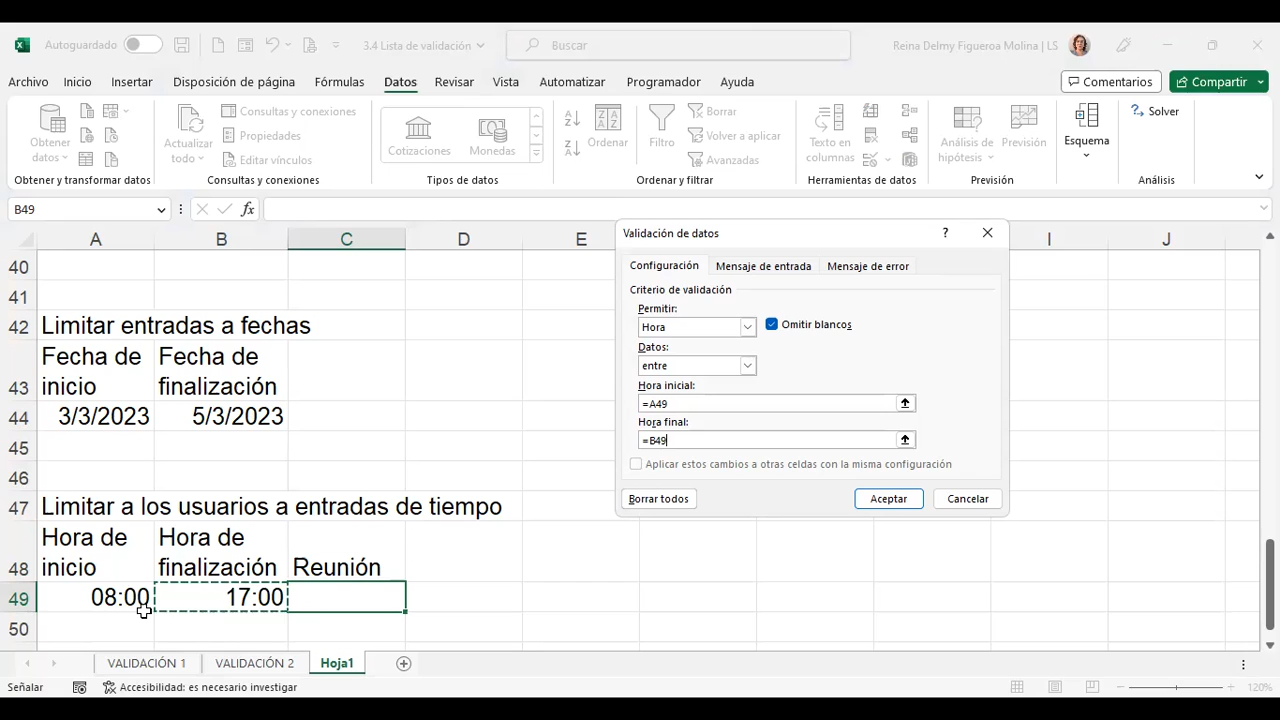 Autoguardado
3.4 Lista de validación
Buscar
Reina Delmy Figueroa Molina | LS
Archivo Inicio Insertar Disposición de página Fórmulas Datos Revisar Vista Automatizar Programador Ayuda
Comentarios
Compartir
Obtener datos
Obtener y transformar datos
Actualizar todo
Consultas y conexiones
Propiedades
Editar vínculos
Consultas y conexiones
Cotizaciones
Monedas
Tipos de datos
Ordenar
Filtro
Borrar
Volver a aplicar
Avanzadas
Ordenar y filtrar
Texto en columnas
Herramientas de datos
Análisis de hipótesis
Previsión
Previsión
Esquema
Solver
Análisis
B49
fx
A B C D E I J
40
41
42 Limitar entradas a fechas
43 Fecha de inicio Fecha de finalización
44 3/3/2023 5/3/2023
45
46
47 Limitar a los usuarios a entradas de tiempo
48 Hora de inicio Hora de finalización Reunión
49 08:00 17:00
50
Validación de datos
?
Configuración Mensaje de entrada Mensaje de error
Criterio de validación
Permitir:
Hora
Omitir blancos
Datos:
entre
Hora inicial:
=A49
Hora final:
=B49
Aplicar estos cambios a otras celdas con la misma configuración
Borrar todos Aceptar Cancelar
VALIDACIÓN 1 VALIDACIÓN 2 Hoja1
Señalar
Accesibilidad: es necesario investigar
120%